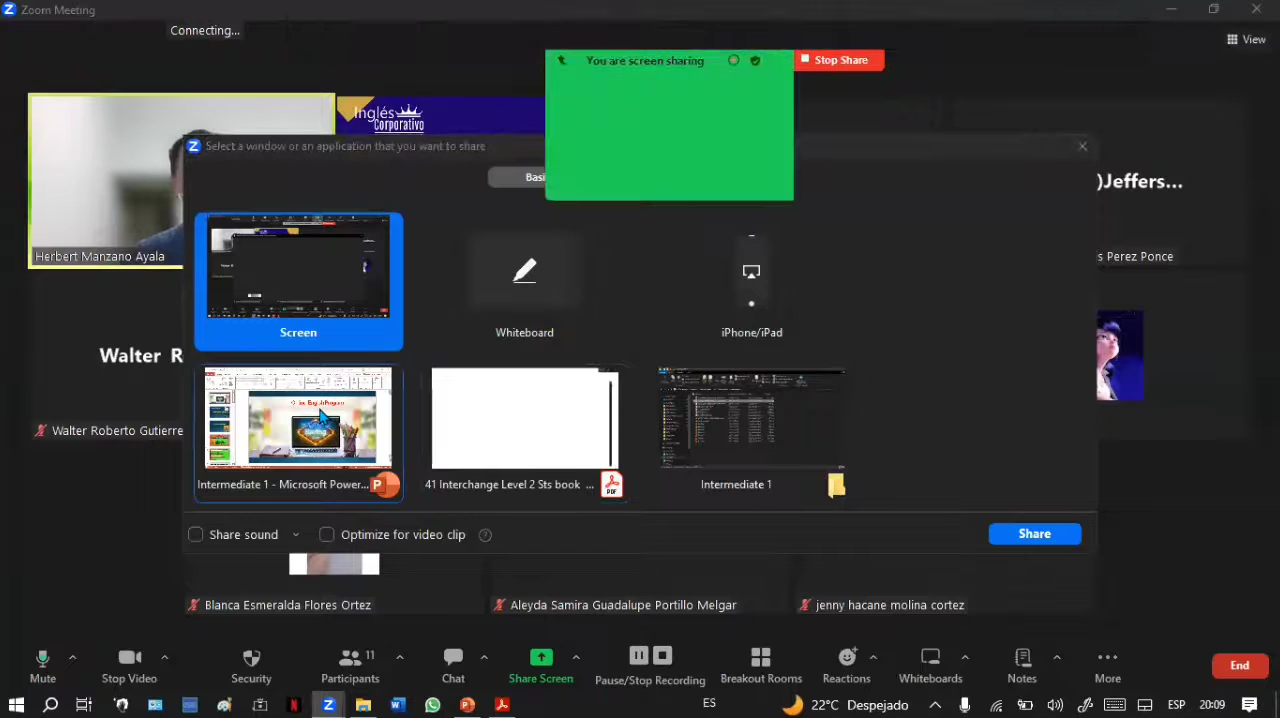 Zoom Meeting
Connecting...
View
You are screen sharing
Stop Share
Inglés
Corporativo
Select a window or an application that you want to share
Basi
)Jeffers...
Herbert Manzano Ayala
s Perez Ponce
Screen
Whiteboard
iPhone/iPad
Walter R
Walter Roberto Gutierre
Intermediate 1 - Microsoft Power...
41 Interchange Level 2 Sts book ...
PDF
Intermediate 1
Share sound
Optimize for video clip
Share
Blanca Esmeralda Flores Ortez
Aleyda Samira Guadalupe Portillo Melgar
jenny hacane molina cortez
Mute
Stop Video
Security
Participants
11
Chat
Share Screen
Pause/Stop Recording
Breakout Rooms
Reactions
Whiteboards
Notes
More
End
ES
22°C Despejado
ESP
20:09